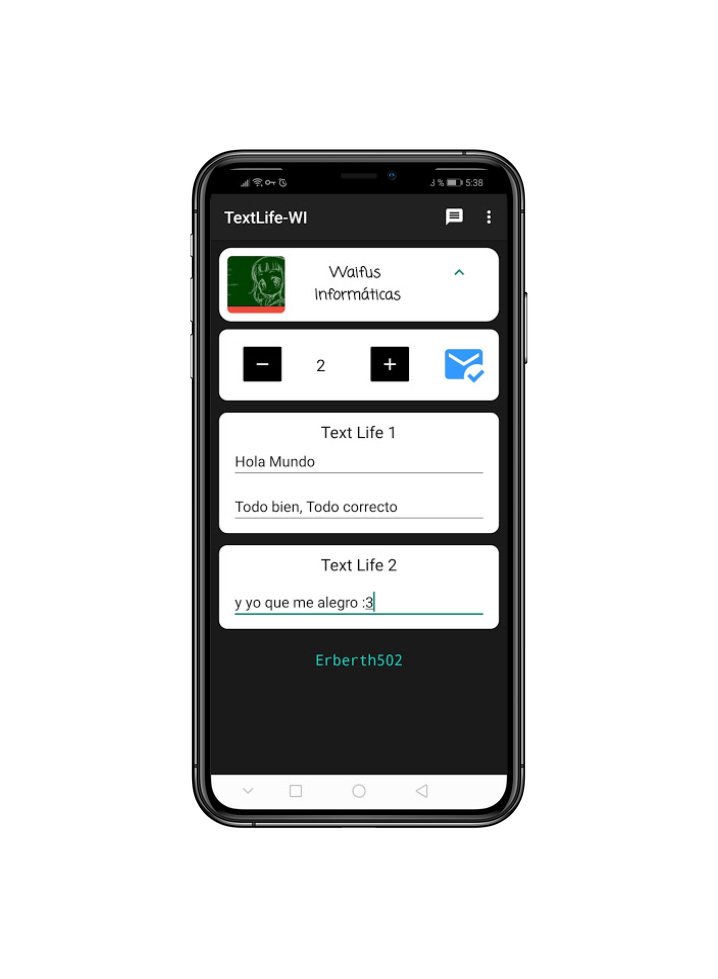 3 % 5:38
TextLife-WI
Waifus
Informáticas
2
Text Life 1
Hola Mundo
Todo bien, Todo correcto
Text Life 2
y yo que me alegro :3
Erberth502